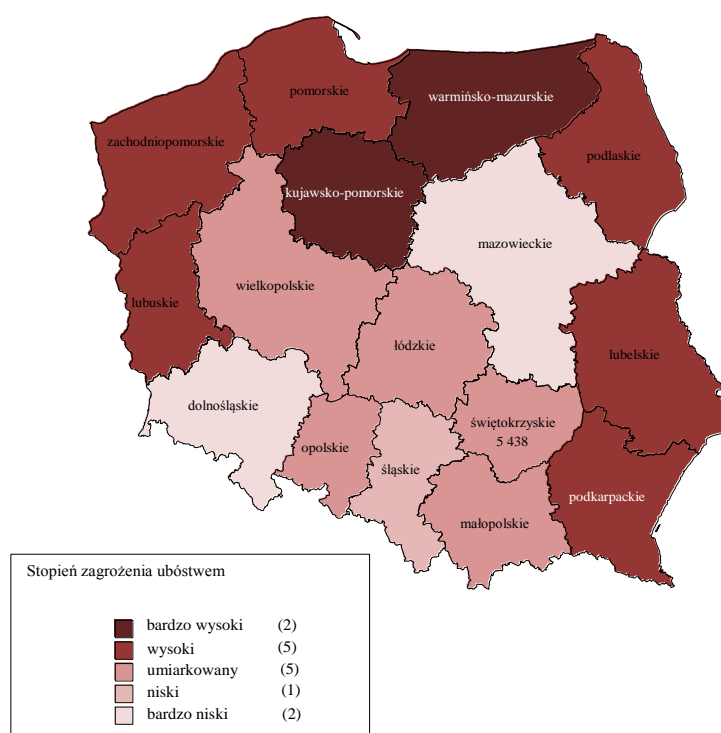 pomorskie
warmińsko-mazurskie
zachodniopomorskie
podlaskie
kujawsko-pomorskie
mazowieckie
wielkopolskie
lubuskie
łódzkie
lubelskie
dolnośląskie
świętokrzyskie
5 438
opolskie
śląskie
podkarpackie
małopolskie
Stopień zagrożenia ubóstwem
bardzo wysoki (2)
wysoki (5)
umiarkowany (5)
niski (1)
bardzo niski (2)